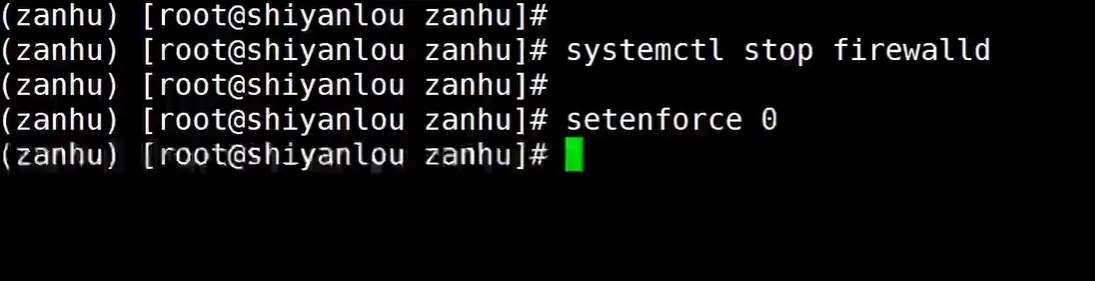 (zanhu) [root@shiyanlou zanhu]#
(zanhu) [root@shiyanlou zanhu]# systemctl stop firewalld
(zanhu) [root@shiyanlou zanhu]#
(zanhu) [root@shiyanlou zanhu]# setenforce 0
(zanhu) [root@shiyanlou zanhu]#